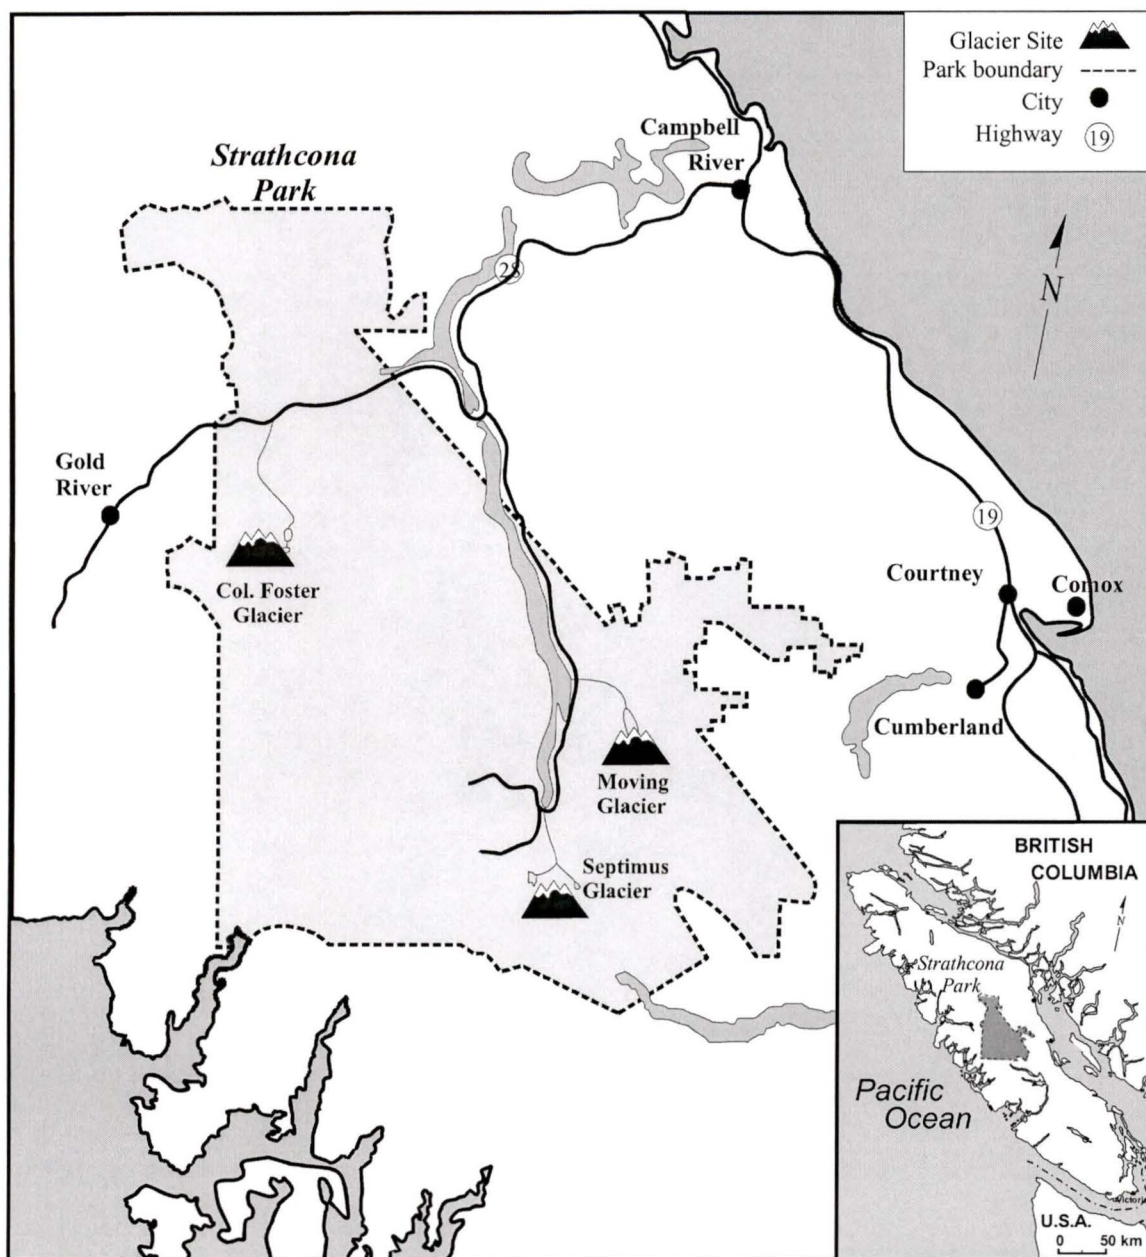 Glacier Site
Park boundary
City
Highway 19
Campbell
River
Strathcona
Park
28
N
Gold
River
19
Col. Foster
Glacier
Courtney
Comox
Cumberland
Moving
Glacier
Septimus
Glacier
BRITISH
COLUMBIA
Strathcona
Park
Pacific
Ocean
Victoria
U.S.A.
0 50 km